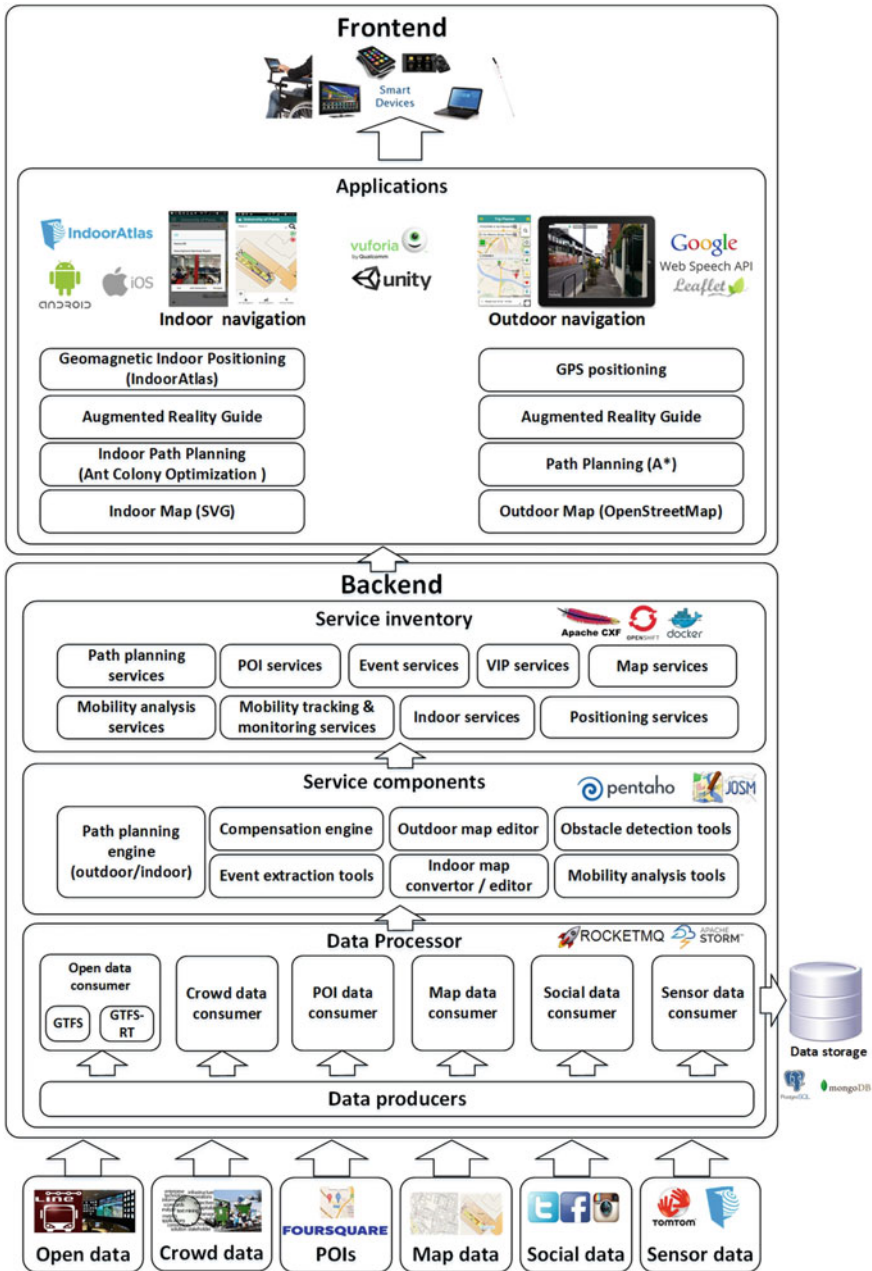 Frontend
Smart
Devices
Applications
IndoorAtlas
ANDROID
iOS
vuforia
by Qualcomm
unity
Google
Web Speech API
Leaflet
Indoor navigation
Outdoor navigation
Geomagnetic Indoor Positioning
(IndoorAtlas)
Augmented Reality Guide
Indoor Path Planning
(Ant Colony Optimization )
Indoor Map (SVG)
GPS positioning
Augmented Reality Guide
Path Planning (A*)
Outdoor Map (OpenStreetMap)
Backend
Service inventory
Apache CXF
OPENSHIFT
docker
Path planning
services
POI services
Event services
VIP services
Map services
Mobility analysis
services
Mobility tracking &
monitoring services
Indoor services
Positioning services
Service components
pentaho
JOSM
Path planning
engine
(outdoor/indoor)
Compensation engine
Outdoor map editor
Obstacle detection tools
Event extraction tools
Indoor map
convertor / editor
Mobility analysis tools
Data Processor
ROCKETMQ
APACHE
STORM™
Open data
consumer
GTFS
GTFS-
RT
Crowd data
consumer
POI data
consumer
Map data
consumer
Social data
consumer
Sensor data
consumer
Data storage
PostgreSQL
mongoDB
Data producers
Line
Open data
Crowd data
FOURSQUARE
POIs
Map data
Social data
TOMTOM
Sensor data